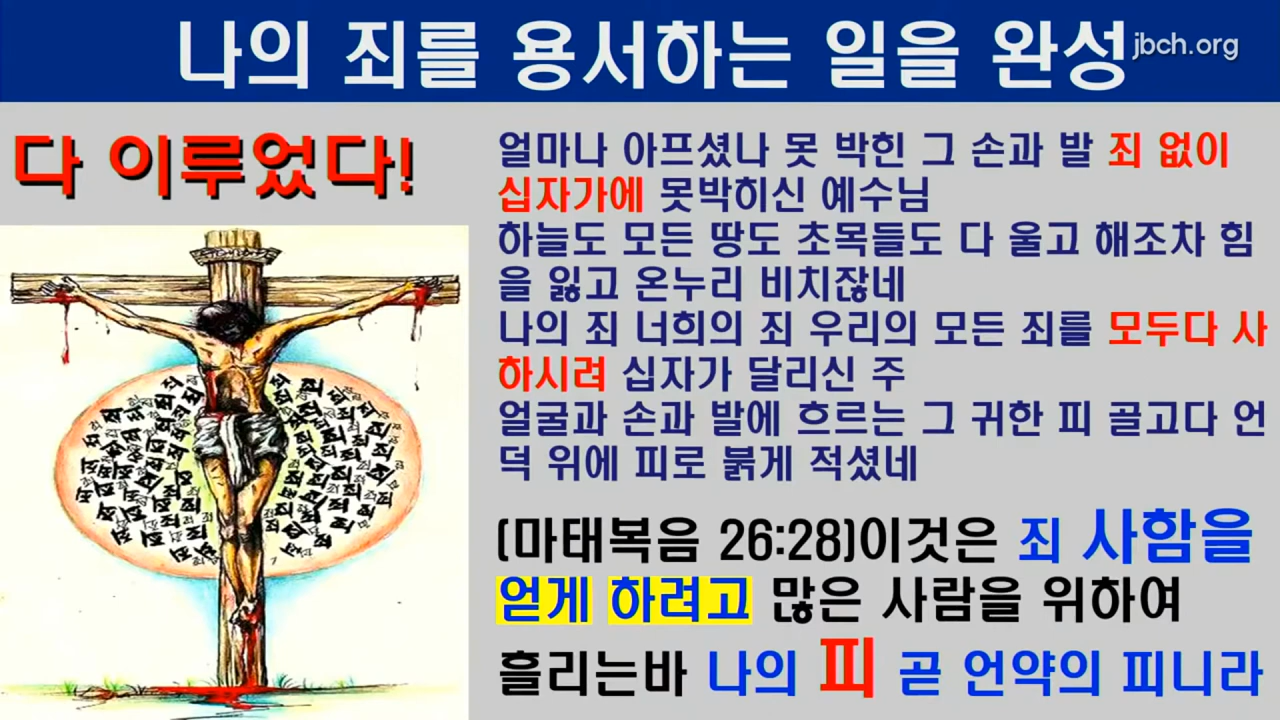 나의 죄를 용서하는 일을 완성
jbch.org
다 이루었다!
얼마나 아프셨나 못 박힌 그 손과 발 죄 없이
십자가에 못박히신 예수님
하늘도 모든 땅도 초목들도 다 울고 해조차 힘
을 잃고 온누리 비치잖네
나의 죄 너희의 죄 우리의 모든 죄를 모두다 사
하시려 십자가 달리신 주
얼굴과 손과 발에 흐르는 그 귀한 피 골고다 언
덕 위에 피로 붉게 적셨네
(마태복음 26:28)이것은 죄 사함을
얻게 하려고 많은 사람을 위하여
흘리는바 나의 피 곧 언약의 피니라